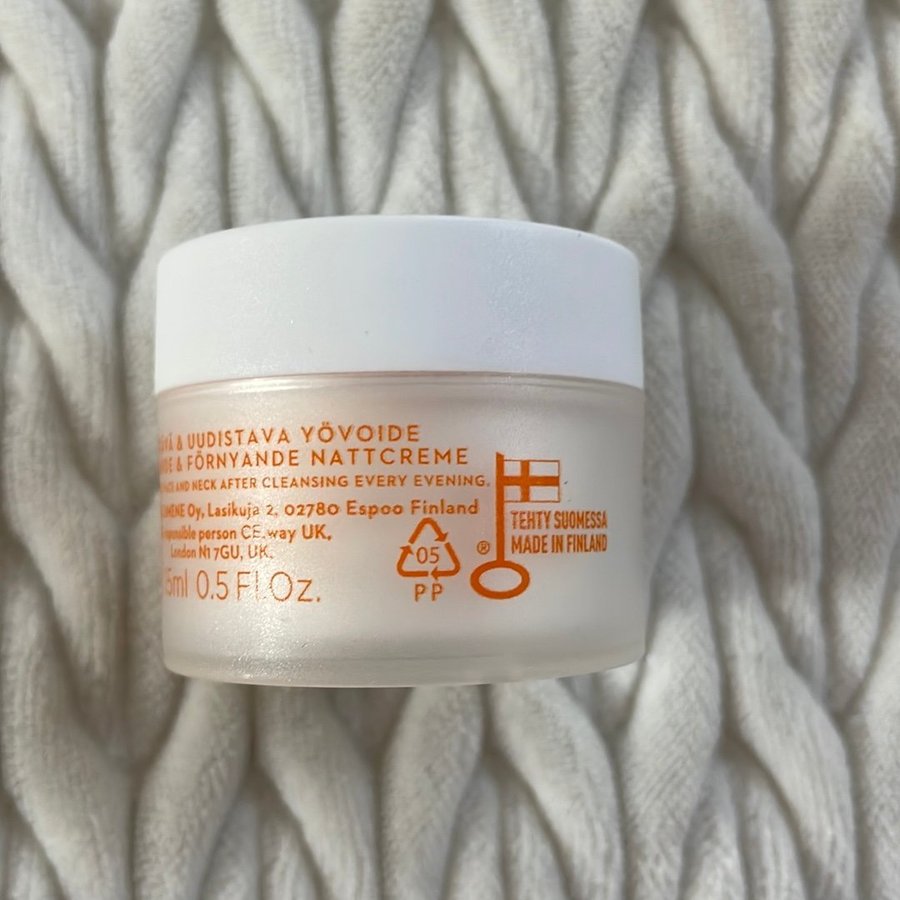 & UUDISTAVA YÖVOIDE
& FÖRNYANDE NATTCREME
AND NECK AFTER CLEANSING EVERY EVENING.
Oy, Lasikuja 2, 02780 Espoo Finland
person CE.way UK,
London N1 7GU, UK.
5ml 0.5 Fl.Oz.
05
PP
®
TEHTY SUOMESSA
MADE IN FINLAND